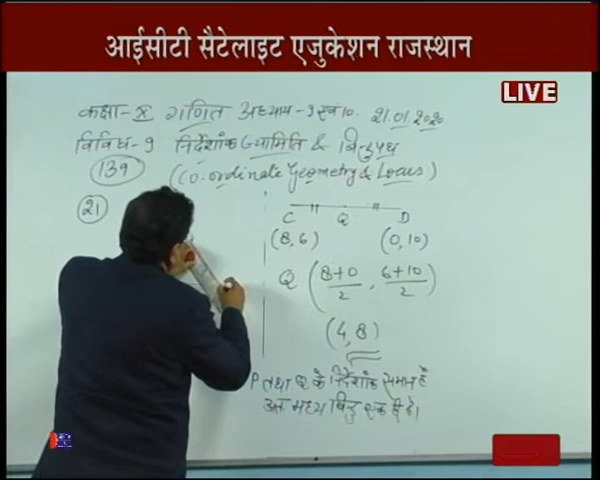 आईसीटी सैटेलाइट एजुकेशन राजस्थान
LIVE
कक्षा-X गणित अध्याय-9 एवं 10. 21.01.2020
विविध-9 निर्देशांक ज्यामिति & बिन्दुपथ
139 (Co-ordinate Geometry & Locus)
21
C Q D
(8,6) (0,10)
Q (8+0/2, 6+10/2)
(4,8)
P तथा Q के निर्देशांक समान है
अतः मध्य बिंदु एक ही है।